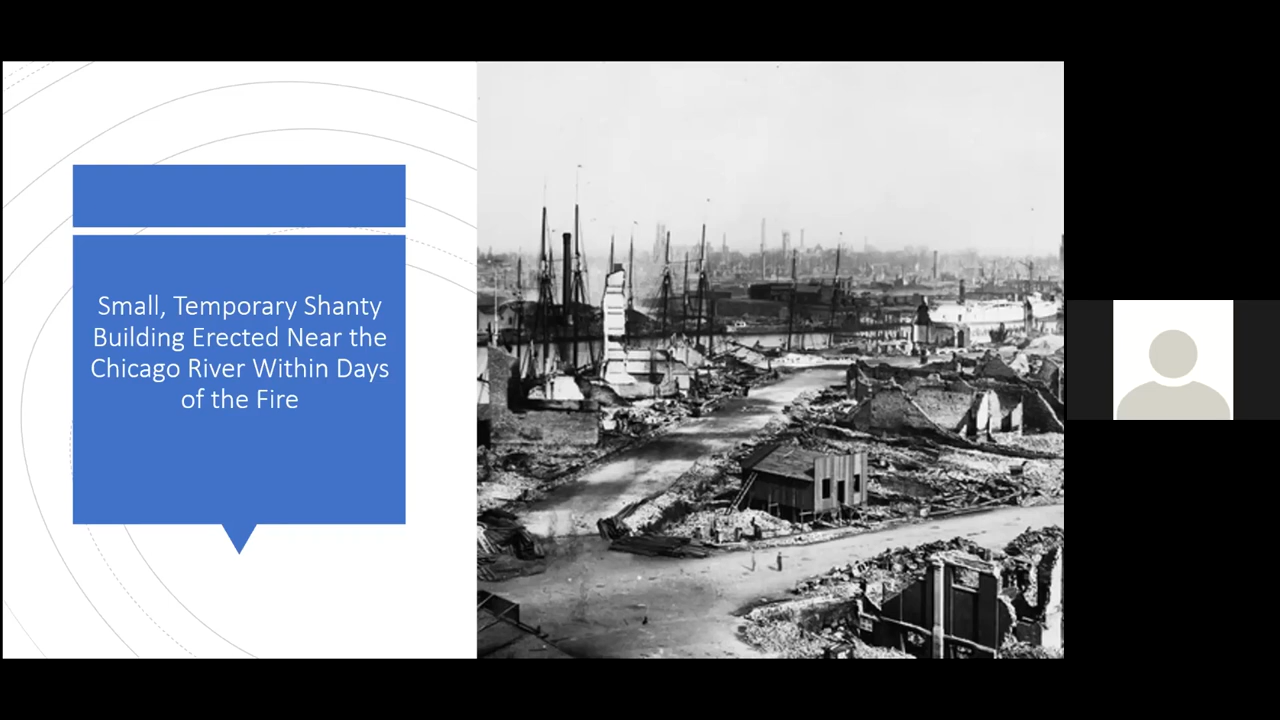 Small, Temporary Shanty
Building Erected Near the
Chicago River Within Days
of the Fire